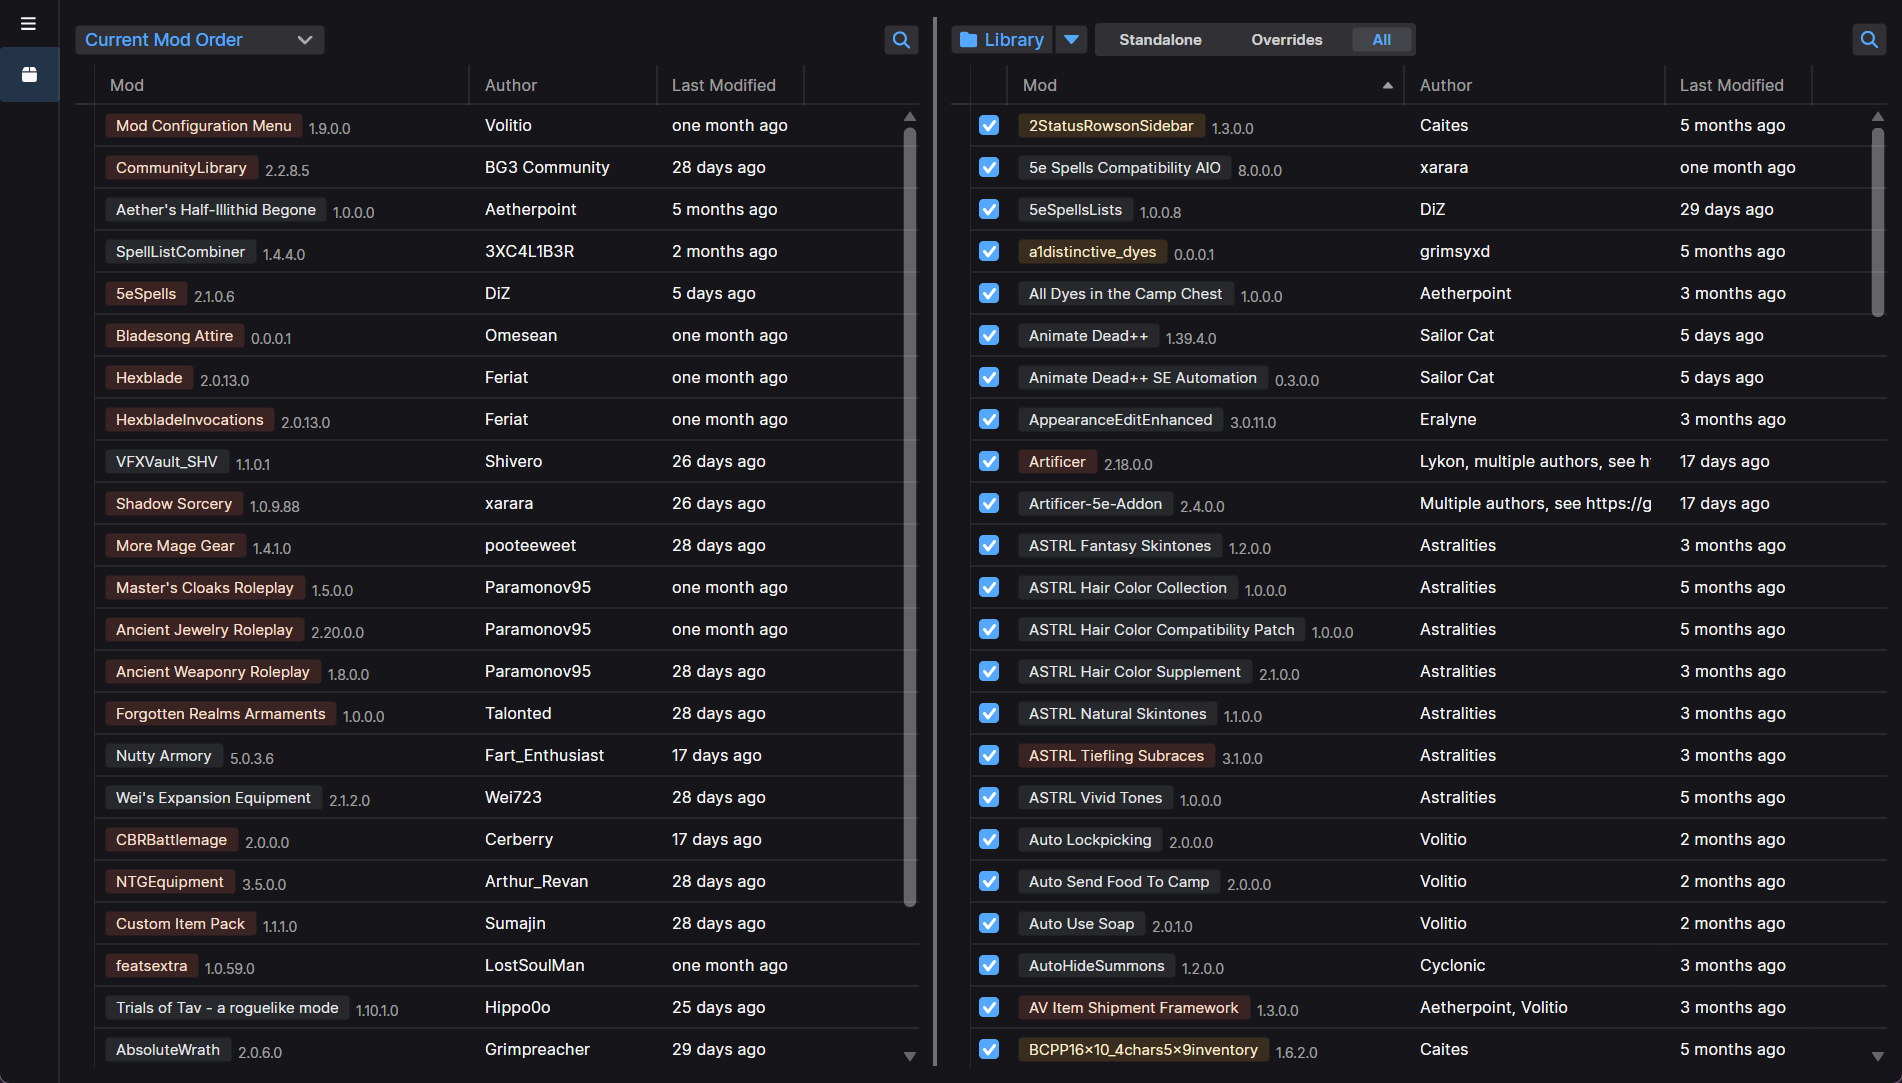 Current Mod Order
Mod Author Last Modified
Mod Configuration Menu 1.9.0.0 Volitio one month ago
CommunityLibrary 2.2.8.5 BG3 Community 28 days ago
Aether's Half-Illithid Begone 1.0.0.0 Aetherpoint 5 months ago
SpellListCombiner 1.4.4.0 3XC4L1B3R 2 months ago
5eSpells 2.1.0.6 DiZ 5 days ago
Bladesong Attire 0.0.0.1 Omesean one month ago
Hexblade 2.0.13.0 Feriat one month ago
HexbladeInvocations 2.0.13.0 Feriat one month ago
VFXVault_SHV 1.1.0.1 Shivero 26 days ago
Shadow Sorcery 1.0.9.88 xarara 26 days ago
More Mage Gear 1.4.1.0 pooteeweet 28 days ago
Master's Cloaks Roleplay 1.5.0.0 Paramonov95 one month ago
Ancient Jewelry Roleplay 2.20.0.0 Paramonov95 one month ago
Ancient Weaponry Roleplay 1.8.0.0 Paramonov95 28 days ago
Forgotten Realms Armaments 1.0.0.0 Talonted 28 days ago
Nutty Armory 5.0.3.6 Fart_Enthusiast 17 days ago
Wei's Expansion Equipment 2.1.2.0 Wei723 28 days ago
CBRBattlemage 2.0.0.0 Cerberry 17 days ago
NTGEquipment 3.5.0.0 Arthur_Revan 28 days ago
Custom Item Pack 1.1.1.0 Sumajin 28 days ago
featsextra 1.0.59.0 LostSoulMan one month ago
Trials of Tav - a roguelike mode 1.10.1.0 Hippo0o 25 days ago
AbsoluteWrath 2.0.6.0 Grimpreacher 29 days ago
Library Standalone Overrides All
Mod Author Last Modified
2StatusRowsonSidebar 1.3.0.0 Caites 5 months ago
5e Spells Compatibility AIO 8.0.0.0 xarara one month ago
5eSpellsLists 1.0.0.8 DiZ 29 days ago
a1distinctive_dyes 0.0.0.1 grimsyxd 5 months ago
All Dyes in the Camp Chest 1.0.0.0 Aetherpoint 3 months ago
Animate Dead++ 1.39.4.0 Sailor Cat 5 days ago
Animate Dead++ SE Automation 0.3.0.0 Sailor Cat 5 days ago
AppearanceEditEnhanced 3.0.11.0 Eralyne 3 months ago
Artificer 2.18.0.0 Lykon, multiple authors, see h 17 days ago
Artificer-5e-Addon 2.4.0.0 Multiple authors, see https://g 17 days ago
ASTRL Fantasy Skintones 1.2.0.0 Astralities 3 months ago
ASTRL Hair Color Collection 1.0.0.0 Astralities 5 months ago
ASTRL Hair Color Compatibility Patch 1.0.0.0 Astralities 5 months ago
ASTRL Hair Color Supplement 2.1.0.0 Astralities 3 months ago
ASTRL Natural Skintones 1.1.0.0 Astralities 3 months ago
ASTRL Tiefling Subraces 3.1.0.0 Astralities 3 months ago
ASTRL Vivid Tones 1.0.0.0 Astralities 5 months ago
Auto Lockpicking 2.0.0.0 Volitio 2 months ago
Auto Send Food To Camp 2.0.0.0 Volitio 2 months ago
Auto Use Soap 2.0.1.0 Volitio 2 months ago
AutoHideSummons 1.2.0.0 Cyclonic 3 months ago
AV Item Shipment Framework 1.3.0.0 Aetherpoint, Volitio 3 months ago
BCPP16×10_4chars5×9inventory 1.6.2.0 Caites 5 months ago